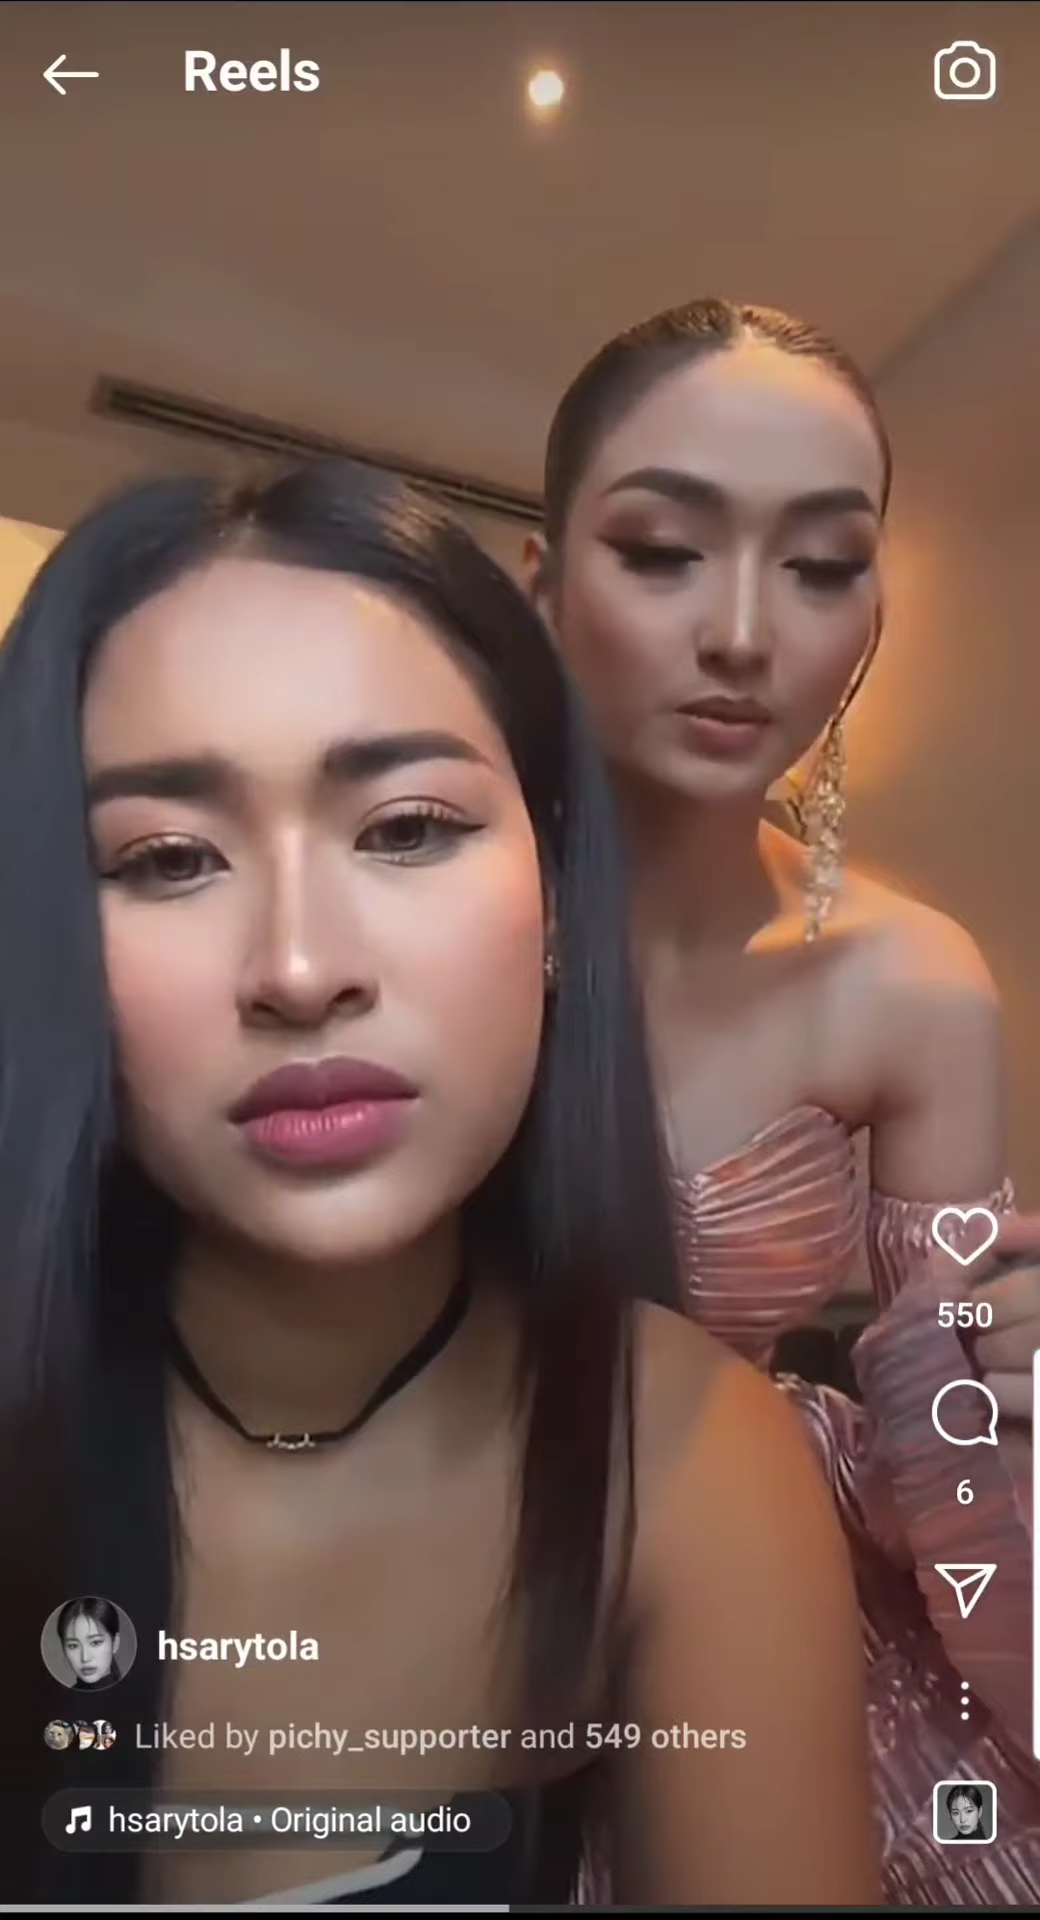 Reels
550
6
hsarytola
Liked by pichy_supporter and 549 others
hsarytola • Original audio